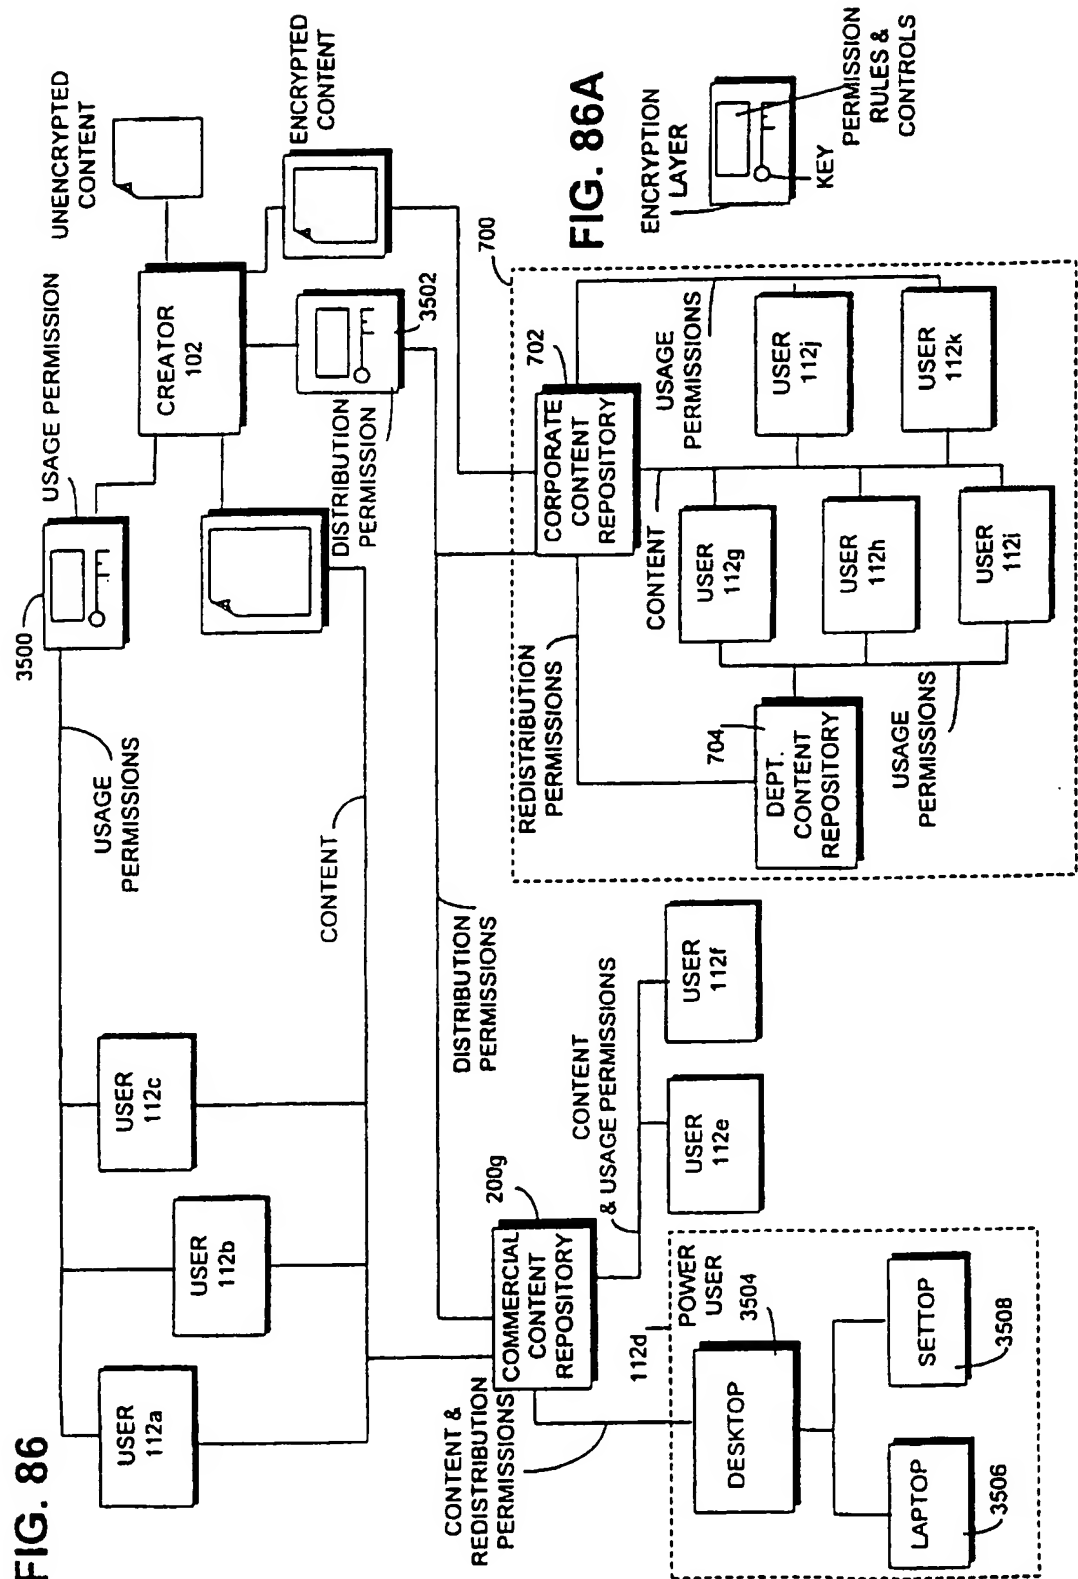 FIG. 86
USER
112a
USER
112b
USER
112c
USAGE
PERMISSIONS
3500
USAGE PERMISSION
CREATOR
102
UNENCRYPTED
CONTENT
ENCRYPTED
CONTENT
CONTENT
DISTRIBUTION
PERMISSION
3502
DISTRIBUTION
PERMISSIONS
CONTENT &
REDISTRIBUTION
PERMISSIONS
COMMERCIAL
CONTENT
REPOSITORY
200g
CONTENT
& USAGE PERMISSIONS
USER
112e
USER
112f
112d
POWER
USER
3504
DESKTOP
LAPTOP
3506
SETTOP
3508
REDISTRIBUTION
PERMISSIONS
CORPORATE
CONTENT
REPOSITORY
702
700
CONTENT
USAGE
PERMISSIONS
704
DEPT.
CONTENT
REPOSITORY
USER
112g
USER
112h
USER
112i
USER
112j
USER
112k
USAGE
PERMISSIONS
FIG. 86A
ENCRYPTION
LAYER
KEY
PERMISSION
RULES &
CONTROLS